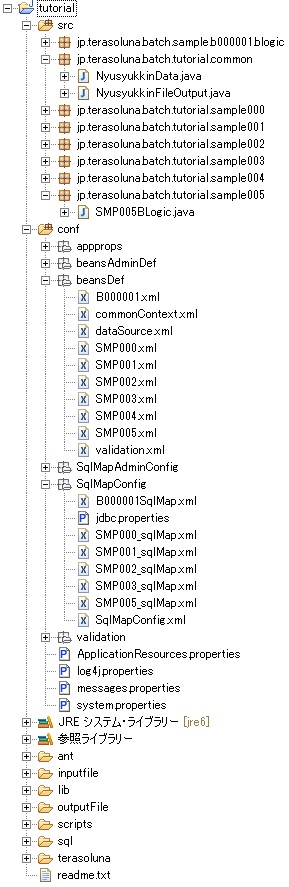 tutorial
src
jp.terasoluna.batch.sample.b000001.blogic
jp.terasoluna.batch.tutorial.common
NyusyukkinData.java
NyusyukkinFileOutput.java
jp.terasoluna.batch.tutorial.sample000
jp.terasoluna.batch.tutorial.sample001
jp.terasoluna.batch.tutorial.sample002
jp.terasoluna.batch.tutorial.sample003
jp.terasoluna.batch.tutorial.sample004
jp.terasoluna.batch.tutorial.sample005
SMP005BLogic.java
conf
appprops
beansAdminDef
beansDef
B000001.xml
commonContext.xml
dataSource.xml
SMP000.xml
SMP001.xml
SMP002.xml
SMP003.xml
SMP004.xml
SMP005.xml
validation.xml
SqlMapAdminConfig
SqlMapConfig
B000001SqlMap.xml
jdbc.properties
SMP000_sqlMap.xml
SMP001_sqlMap.xml
SMP002_sqlMap.xml
SMP003_sqlMap.xml
SMP005_sqlMap.xml
SqlMapConfig.xml
validation
ApplicationResources.properties
log4j.properties
messages.properties
system.properties
JRE システム・ライブラリー [jre6]
参照ライブラリー
ant
inputfile
lib
outputFile
scripts
sql
terasoluna
readme.txt